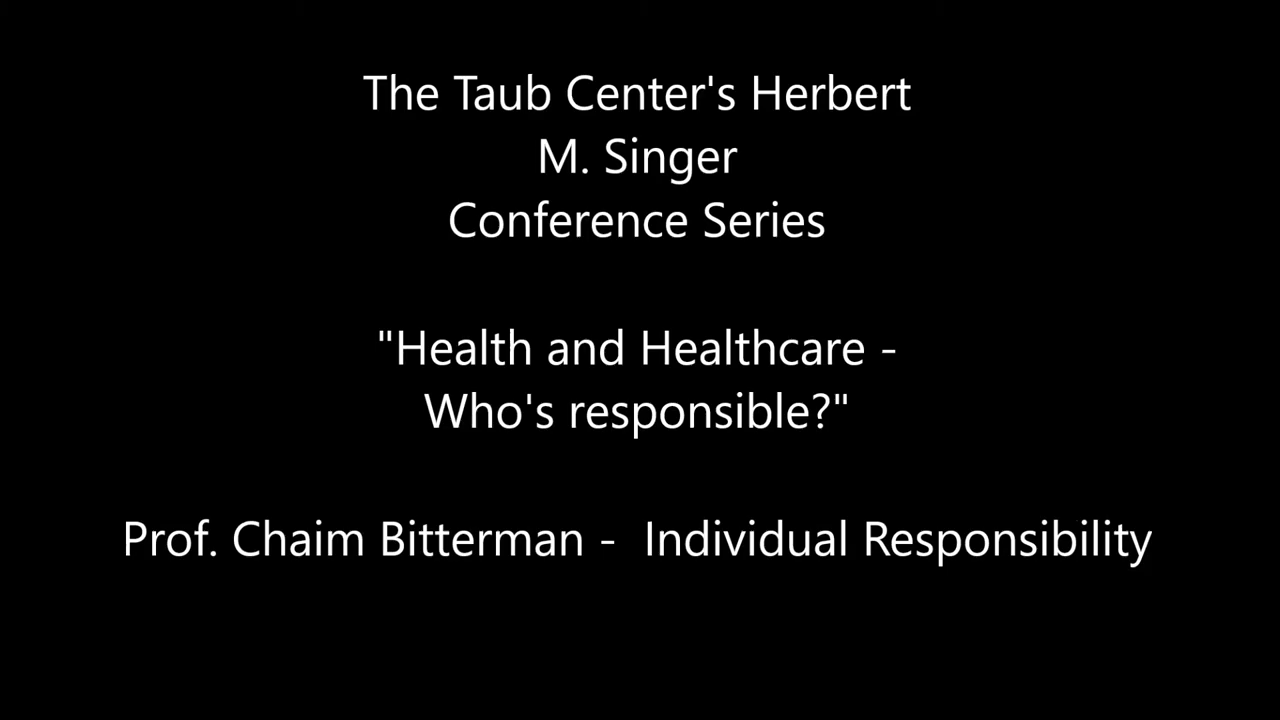 The Taub Center's Herbert
M. Singer
Conference Series
"Health and Healthcare -
Who's responsible?"
Prof. Chaim Bitterman -  Individual Responsibility